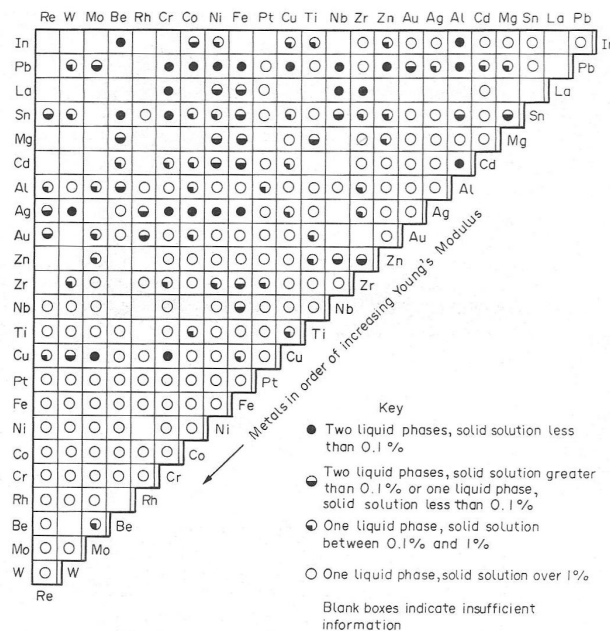 Re W Mo Be Rh Cr Co Ni Fe Pt Cu Ti Nb Zr Zn Au Ag Al Cd Mg Sn La Pb
In In
Pb Pb
La La
Sn Sn
Mg Mg
Cd Cd
Al Al
Ag Ag
Au Au
Zn Zn
Zr Zr
Nb Nb
Ti Ti
Cu Cu
Pt Pt
Fe Fe
Ni Ni
Co Co
Cr Cr
Rh Rh
Be Be
Mo Mo
W W
Re
Metals in order of increasing Young's Modulus
Key
Two liquid phases, solid solution less
than 0.1%
Two liquid phases, solid solution greater
than 0.1% or one liquid phase,
solid solution less than 0.1%
One liquid phase, solid solution
between 0.1% and 1%
One liquid phase, solid solution over 1%
Blank boxes indicate insufficient
information